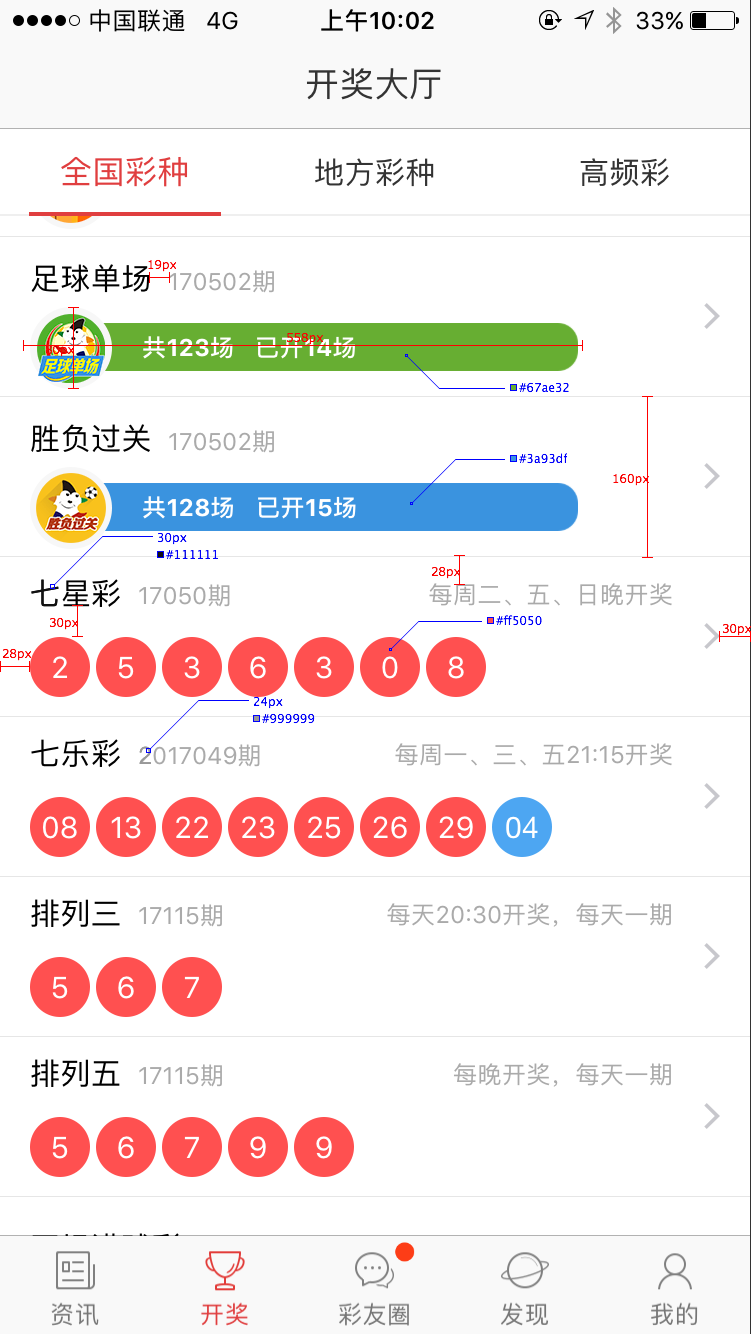 中国联通 4G 上午10:02 33%
开奖大厅
全国彩种 地方彩种 高频彩
足球单场 19px 170502期
80px 足球单场 共123场 已开14场 558px
#67ae32
胜负过关 170502期
#3a93df
160px
胜负过关 共128场 已开15场
30px
#111111
28px
七星彩 17050期 每周二、五、日晚开奖
30px #ff5050 30px
28px 2 5 3 6 3 0 8
24px
#999999
七乐彩 2017049期 每周一、三、五21:15开奖
08 13 22 23 25 26 29 04
排列三 17115期 每天20:30开奖，每天一期
5 6 7
排列五 17115期 每晚开奖，每天一期
5 6 7 9 9
资讯 开奖 彩友圈 发现 我的